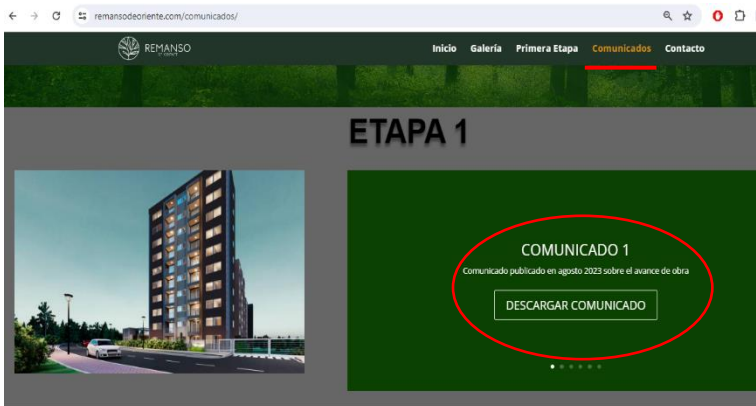 remansodeoriente.com/comunicados/
REMANSO
Inicio Galería Primera Etapa Comunicados Contacto
ETAPA 1
COMUNICADO 1
Comunicado publicado en agosto 2023 sobre el avance de obra
DESCARGAR COMUNICADO